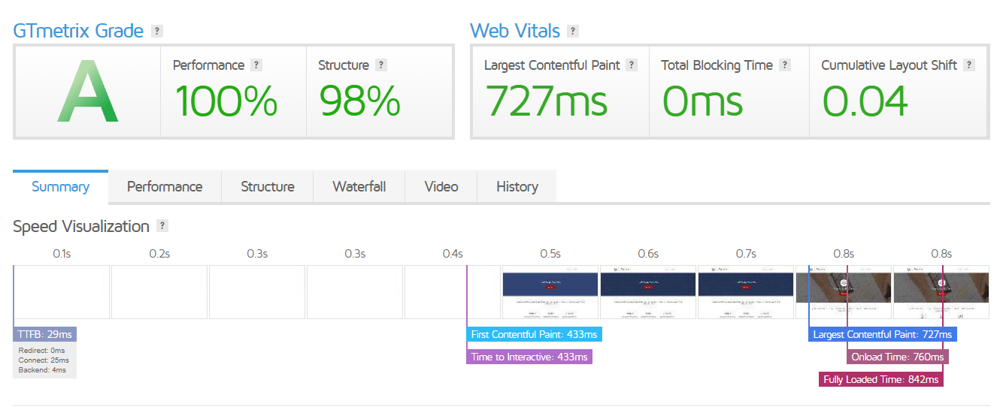 GTmetrix Grade ?
Web Vitals ?
A
Performance ?
100%
Structure ?
98%
Largest Contentful Paint ?
727ms
Total Blocking Time ?
0ms
Cumulative Layout Shift ?
0.04
Summary Performance Structure Waterfall Video History
Speed Visualization ?
0.1s 0.2s 0.3s 0.3s 0.4s 0.5s 0.6s 0.7s 0.8s 0.8s
TTFB: 29ms
Redirect: 0ms
Connect: 25ms
Backend: 4ms
First Contentful Paint: 433ms
Time to Interactive: 433ms
Largest Contentful Paint: 727ms
Onload Time: 760ms
Fully Loaded Time: 842ms